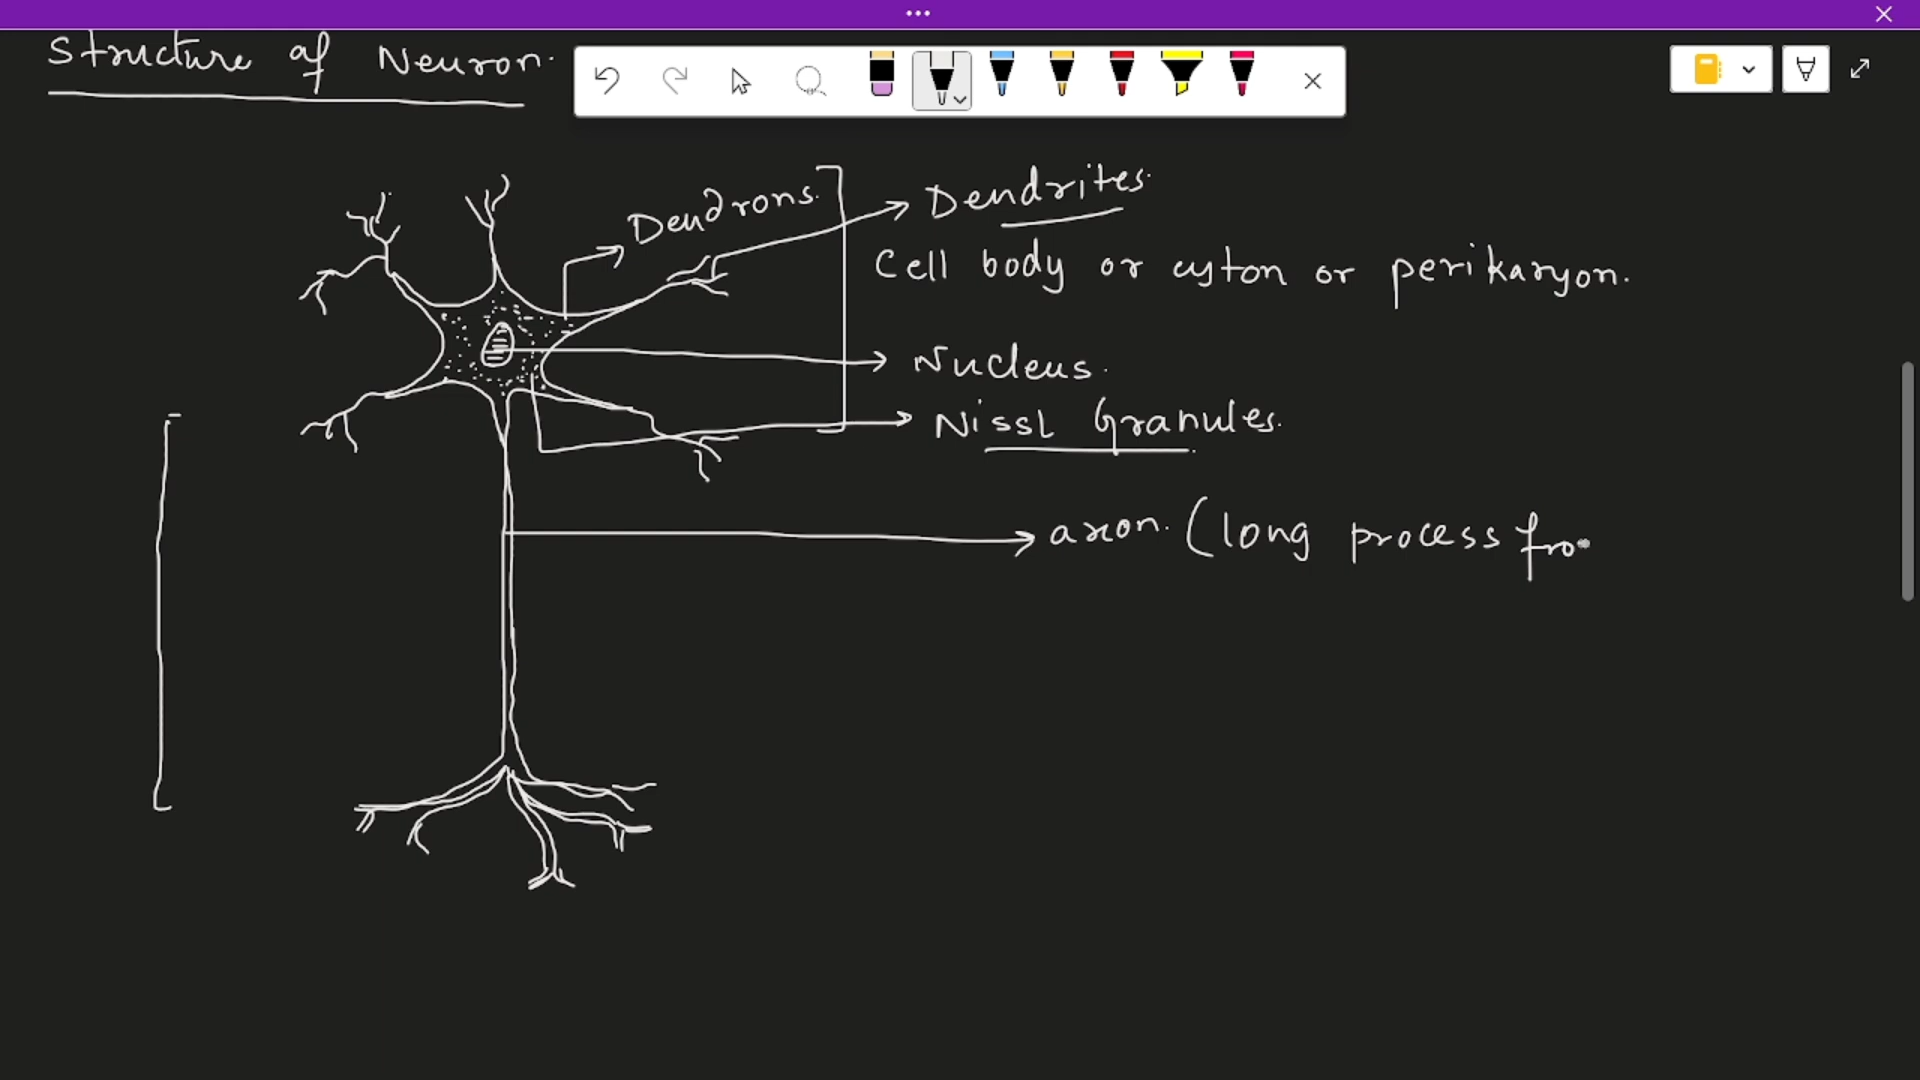 Structure of Neuron.
Dendrons.
Dendrites.
Cell body or cyton or perikaryon.
Nucleus.
Nissl Granules.
axon. (long process fro